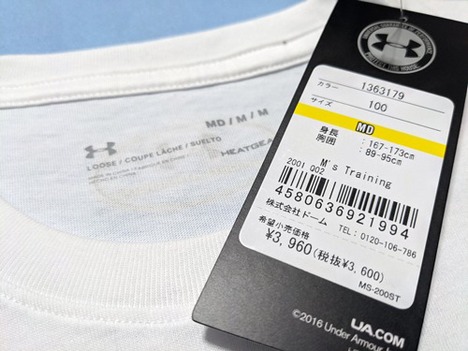 MD / M / M
LOOSE / COUPE LÂCHE / SUELTO
HEATGEAR
PROTECT THIS HOUSE
1363179
カラー : 100
サイズ
MD
身長 : 167-173cm
胸囲 : 89-95cm
M's Training
2001 002
4580636921994
株式会社ドーム TEL : 0120-106-786
希望小売価格
¥3,960(税抜¥3,600)
MS-200ST
UA.COM
©2016 Under Armour